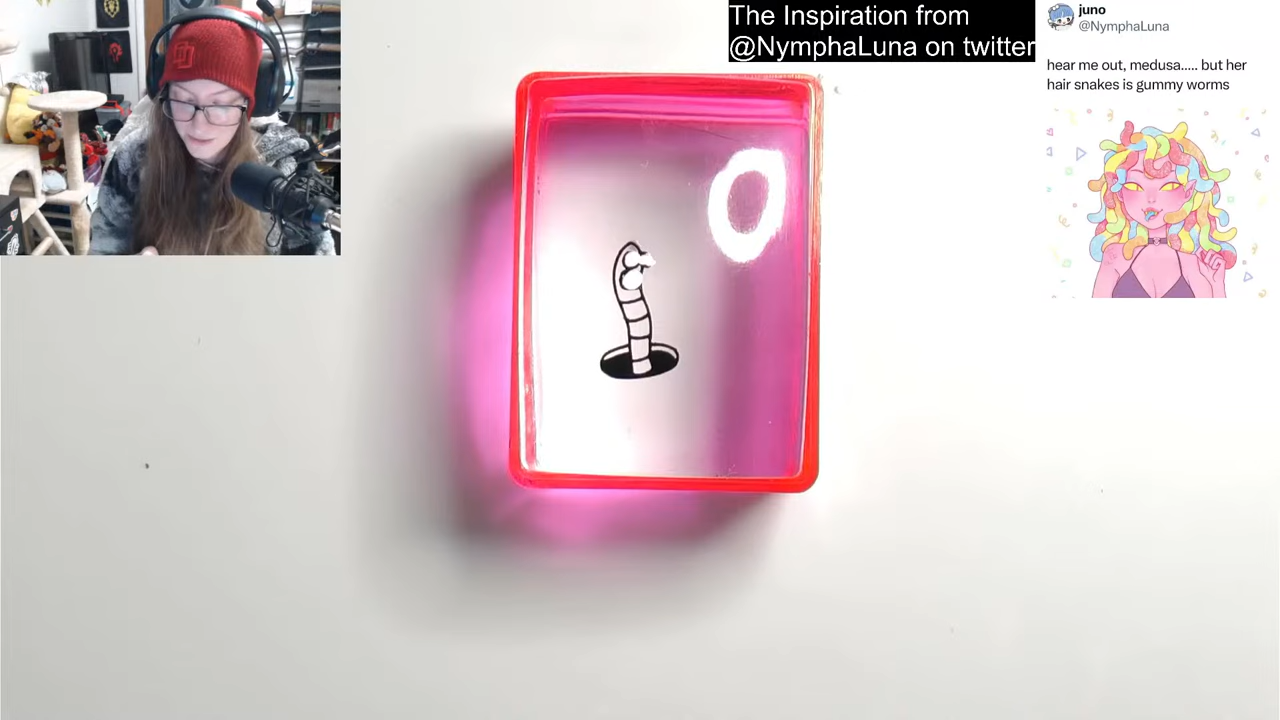 The Inspiration from
@NymphaLuna on twitter
juno
@NymphaLuna
hear me out, medusa..... but her
hair snakes is gummy worms